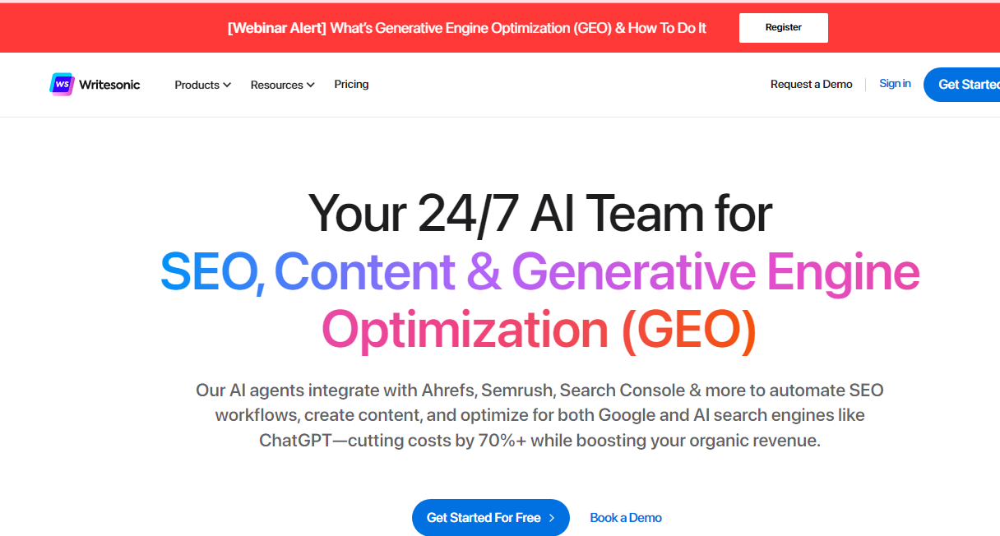 [Webinar Alert] What's Generative Engine Optimization (GEO) & How To Do It
Register
WS Writesonic
Products
Resources
Pricing
Request a Demo
Sign in
Get Started
Your 24/7 AI Team for
SEO, Content & Generative Engine
Optimization (GEO)
Our AI agents integrate with Ahrefs, Semrush, Search Console & more to automate SEO
workflows, create content, and optimize for both Google and AI search engines like
ChatGPT—cutting costs by 70%+ while boosting your organic revenue.
Get Started For Free
Book a Demo